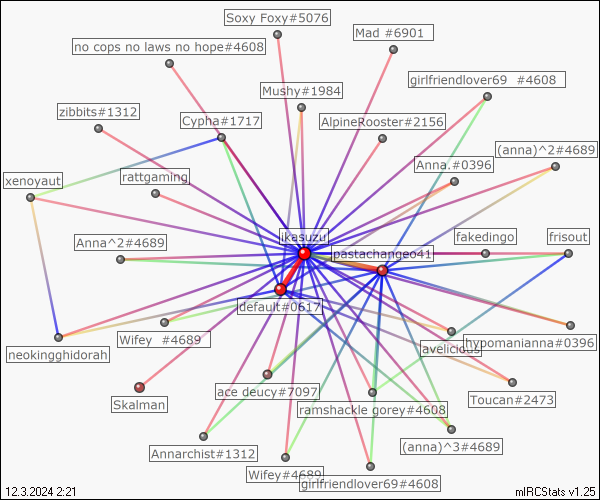 Soxy Foxy#5076
Mad #6901
no cops no laws no hope#4608
girlfriendlover69 #4608
Mushy#1984
zibbits#1312
Cypha#1717
AlpineRooster#2156
(anna)^2#4689
Anna.#0396
xenoyaut
rattgaming
ikasuzu
Anna^2#4689
fakedingo
frisout
pastachangeo41
default#0617
Wifey #4689
avelicious
hypomanianna#0396
neokingghidorah
ace deucy#7097
Toucan#2473
Skalman
ramshackle gorey#4608
Annarchist#1312
(anna)^3#4689
Wifey#4689
girlfriendlover69#4608
12.3.2024 2:21
mIRCStats v1.25